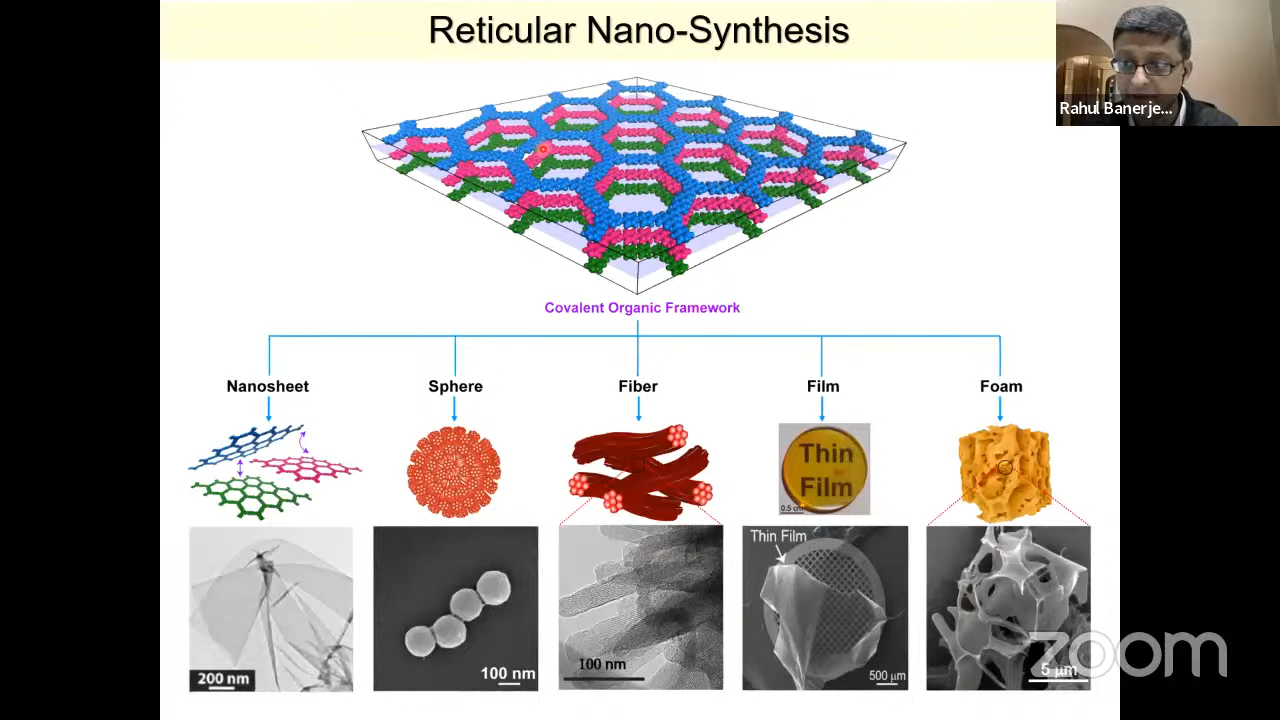 Reticular Nano-Synthesis
Rahul Banerje...
Covalent Organic Framework
Nanosheet
Sphere
Fiber
Film
Foam
Thin
Film
0.5 cm
Thin Film
200 nm
100 nm
100 nm
500 µm
5 µm
zoom